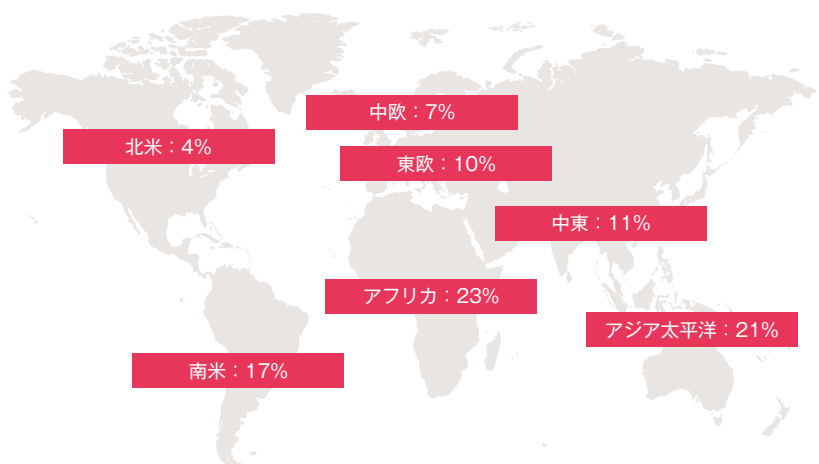 中欧：7%
北米：4%
東欧：10%
中東：11%
アフリカ：23%
アジア太平洋：21%
南米：17%